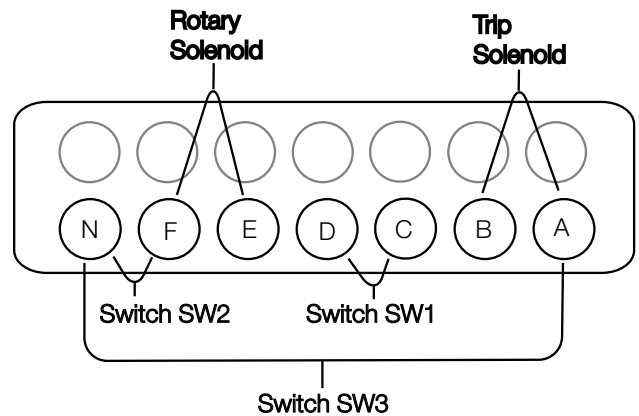 Rotary
Solenoid
Trip
Solenoid
N F E D C B A
Switch SW2
Switch SW1
Switch SW3